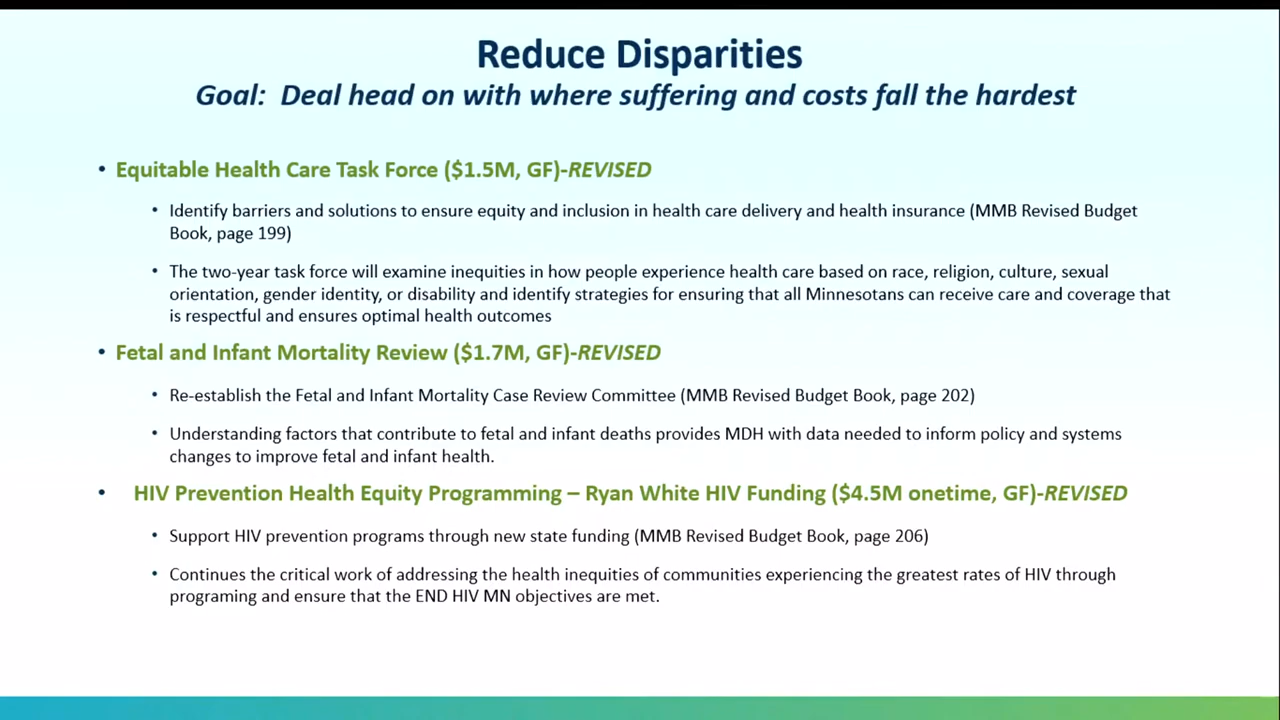 Reduce Disparities
Goal:  Deal head on with where suffering and costs fall the hardest
• Equitable Health Care Task Force ($1.5M, GF)-REVISED
• Identify barriers and solutions to ensure equity and inclusion in health care delivery and health insurance (MMB Revised Budget
Book, page 199)
• The two-year task force will examine inequities in how people experience health care based on race, religion, culture, sexual
orientation, gender identity, or disability and identify strategies for ensuring that all Minnesotans can receive care and coverage that
is respectful and ensures optimal health outcomes
• Fetal and Infant Mortality Review ($1.7M, GF)-REVISED
• Re-establish the Fetal and Infant Mortality Case Review Committee (MMB Revised Budget Book, page 202)
• Understanding factors that contribute to fetal and infant deaths provides MDH with data needed to inform policy and systems
changes to improve fetal and infant health.
• HIV Prevention Health Equity Programming – Ryan White HIV Funding ($4.5M onetime, GF)-REVISED
• Support HIV prevention programs through new state funding (MMB Revised Budget Book, page 206)
• Continues the critical work of addressing the health inequities of communities experiencing the greatest rates of HIV through
programing and ensure that the END HIV MN objectives are met.